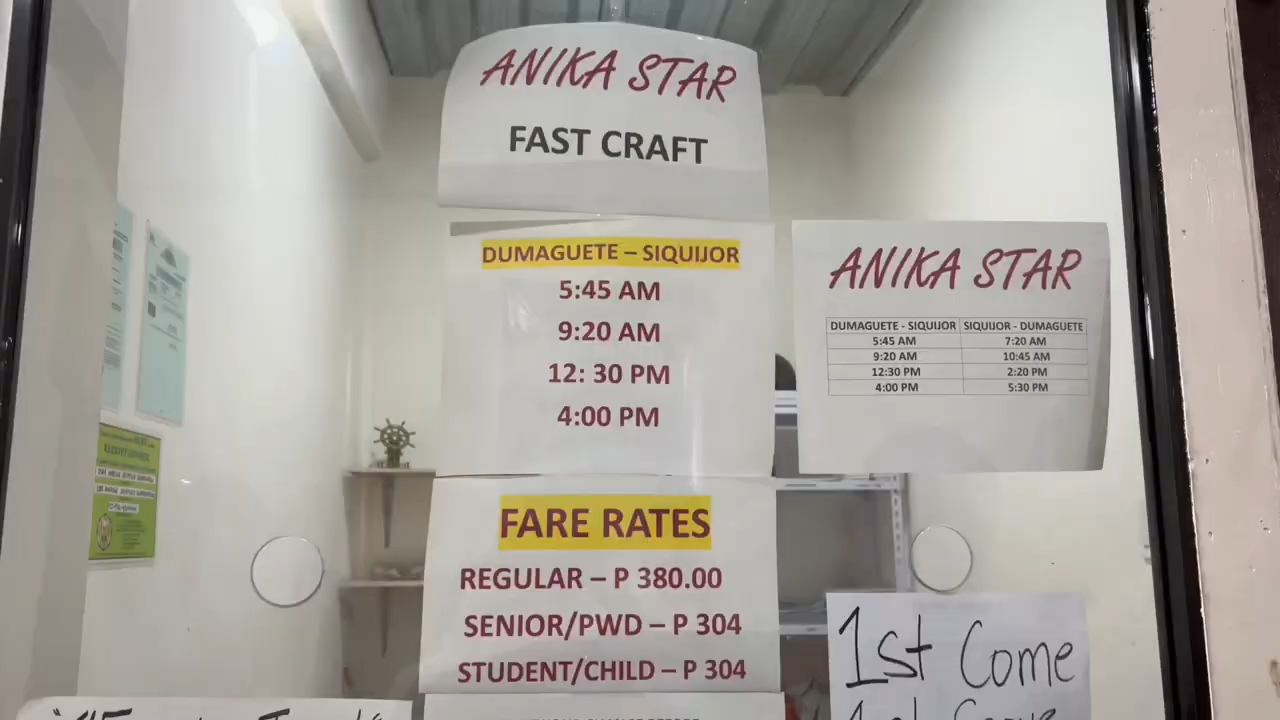 ANIKA STAR
FAST CRAFT
DUMAGUETE – SIQUIJOR
5:45 AM
9:20 AM
12: 30 PM
4:00 PM
FARE RATES
REGULAR – P 380.00
SENIOR/PWD – P 304
STUDENT/CHILD – P 304
ANIKA STAR
DUMAGUETE - SIQUIJOR SIQUIJOR - DUMAGUETE
5:45 AM 7:20 AM
9:20 AM 10:45 AM
12:30 PM 2:20 PM
4:00 PM 5:30 PM
1st Come